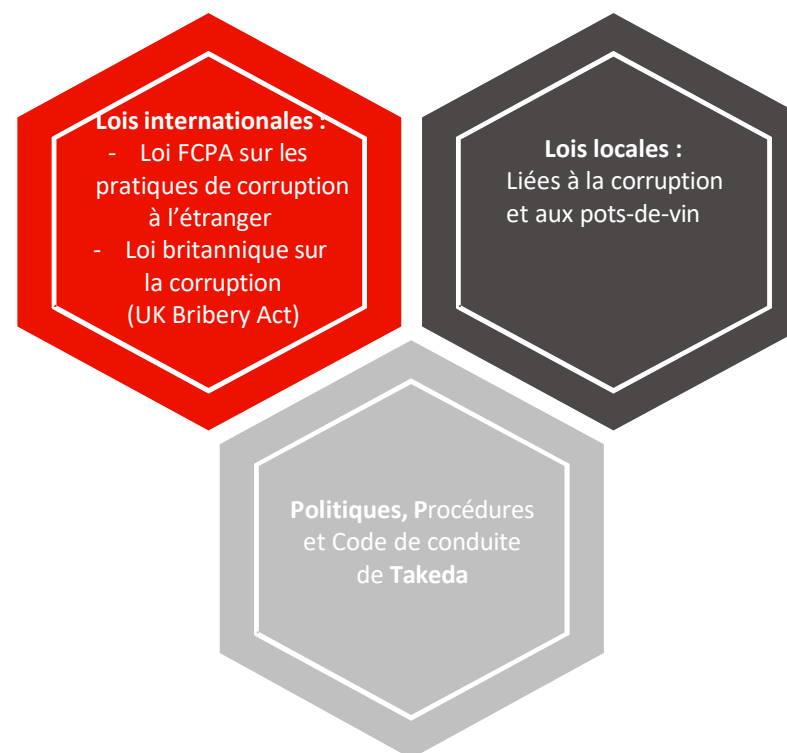 Lois internationales :
- Loi FCPA sur les
pratiques de corruption
à l’étranger
- Loi britannique sur
la corruption
(UK Bribery Act)
Lois locales :
Liées à la corruption
et aux pots-de-vin
Politiques, Procédures
et Code de conduite
de Takeda